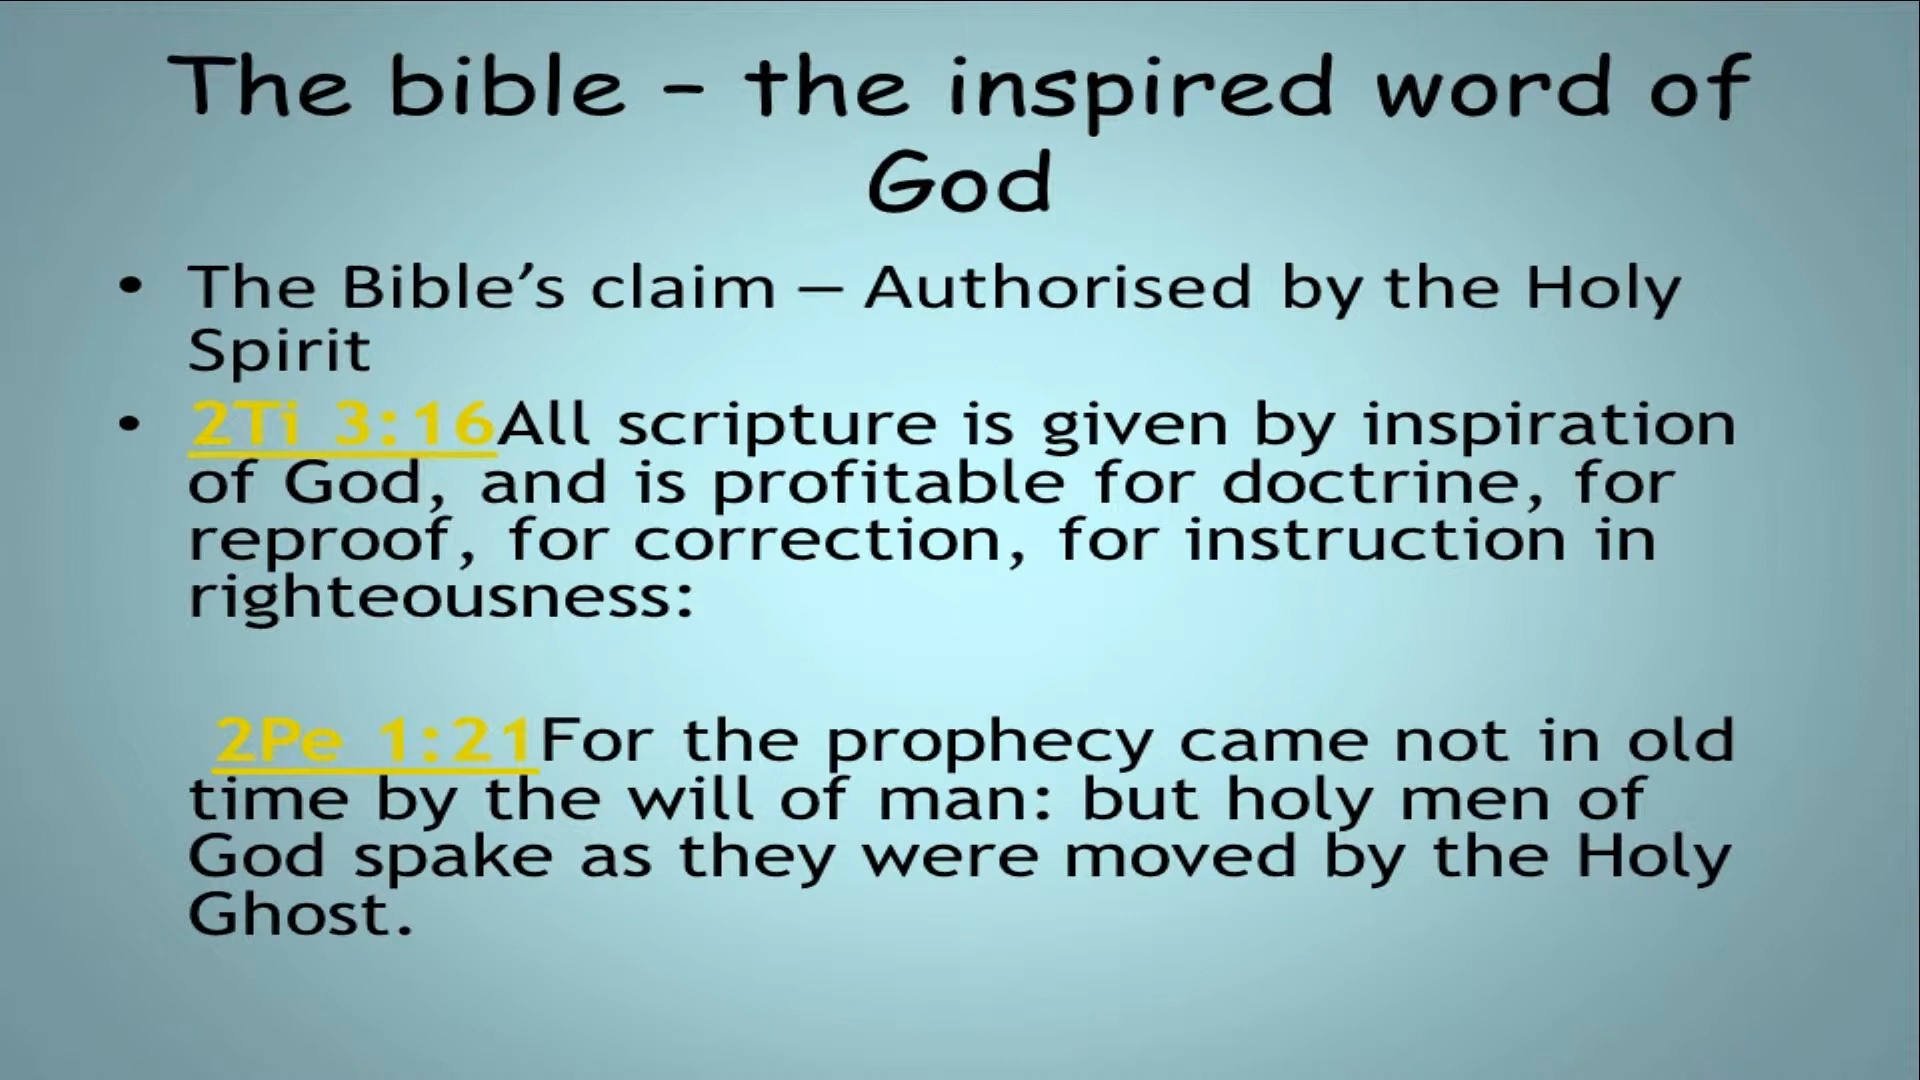 The bible – the inspired word of
God
• The Bible’s claim – Authorised by the Holy
Spirit
• 2Ti 3:16All scripture is given by inspiration
of God, and is profitable for doctrine, for
reproof, for correction, for instruction in
righteousness:
2Pe 1:21For the prophecy came not in old
time by the will of man: but holy men of
God spake as they were moved by the Holy
Ghost.